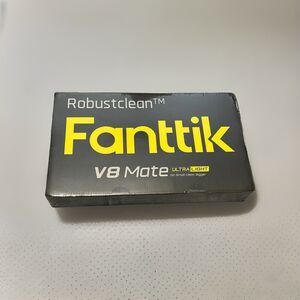 Robustclean™
Fanttik
V8 Mate ULTRA LIGHT